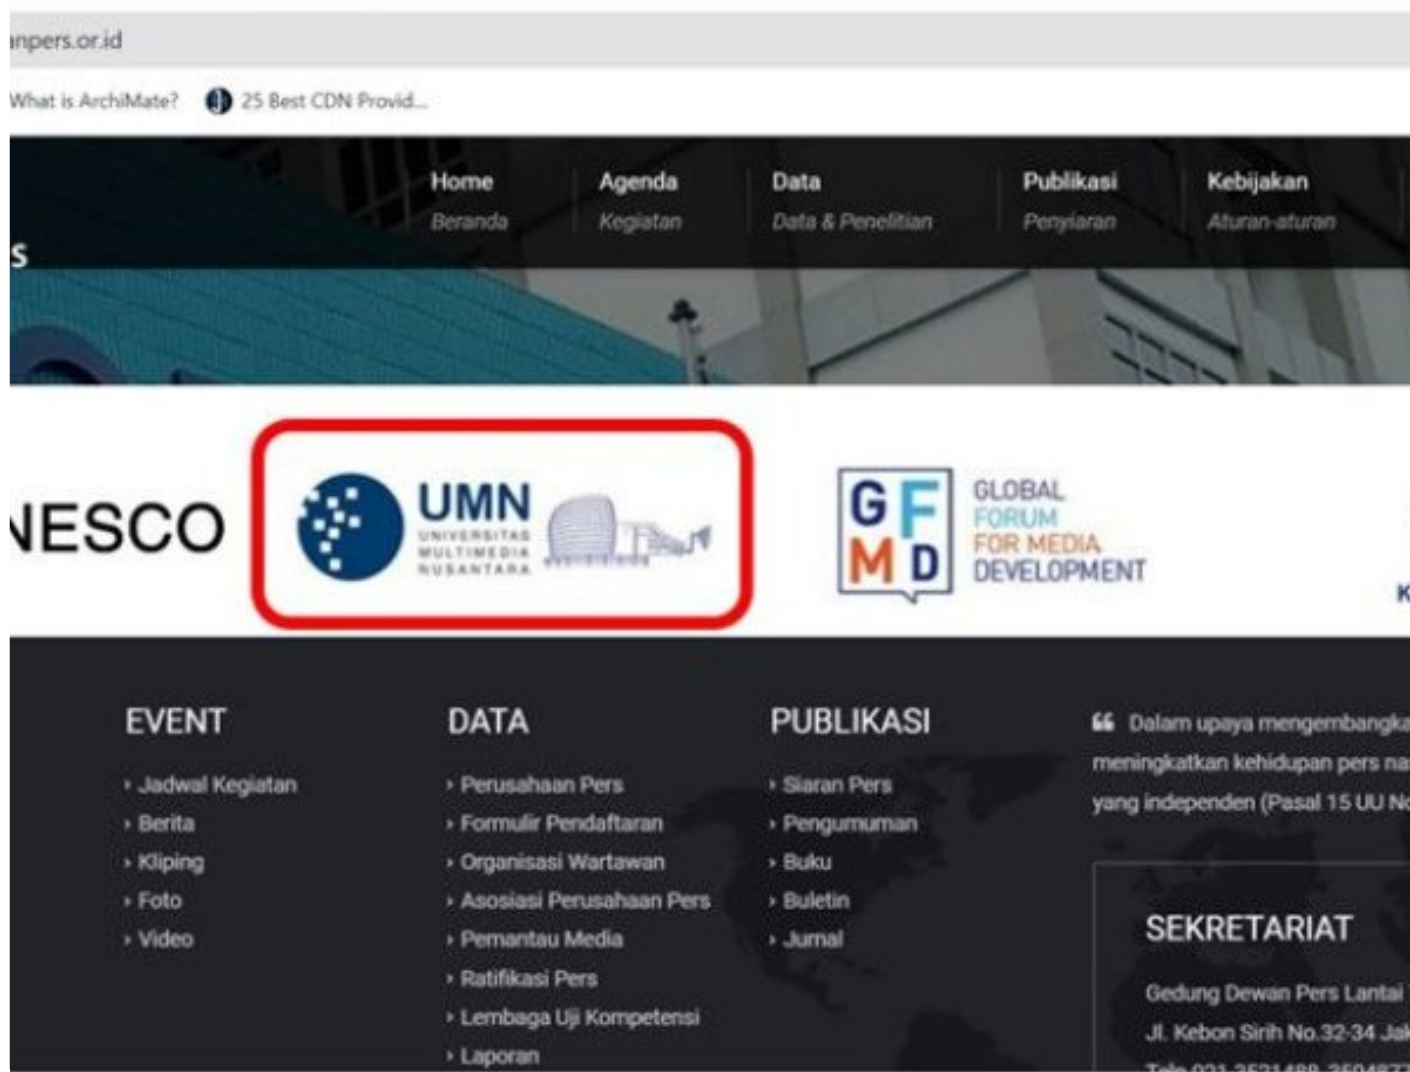 anpers.or.id
What is ArchiMate? 25 Best CDN Provid...
Home Agenda Data Publikasi Kebijakan
Beranda Kegiatan Data & Penelitian Penyiaran Aturan-aturan
s
NESCO
UMN
UNIVERSITAS
MULTIMEDIA
NUSANTARA
G F
M D
GLOBAL
FORUM
FOR MEDIA
DEVELOPMENT
K
EVENT
› Jadwal Kegiatan
› Berita
› Kliping
› Foto
› Video
DATA
› Perusahaan Pers
› Formulir Pendaftaran
› Organisasi Wartawan
› Asosiasi Perusahaan Pers
› Pemantau Media
› Ratifikasi Pers
› Lembaga Uji Kompetensi
› Laporan
PUBLIKASI
› Siaran Pers
› Pengumuman
› Buku
› Buletin
› Jurnal
Dalam upaya mengembangka
meningkatkan kehidupan pers nas
yang independen (Pasal 15 UU No
SEKRETARIAT
Gedung Dewan Pers Lantai
Jl. Kebon Sirih No.32-34 Jak